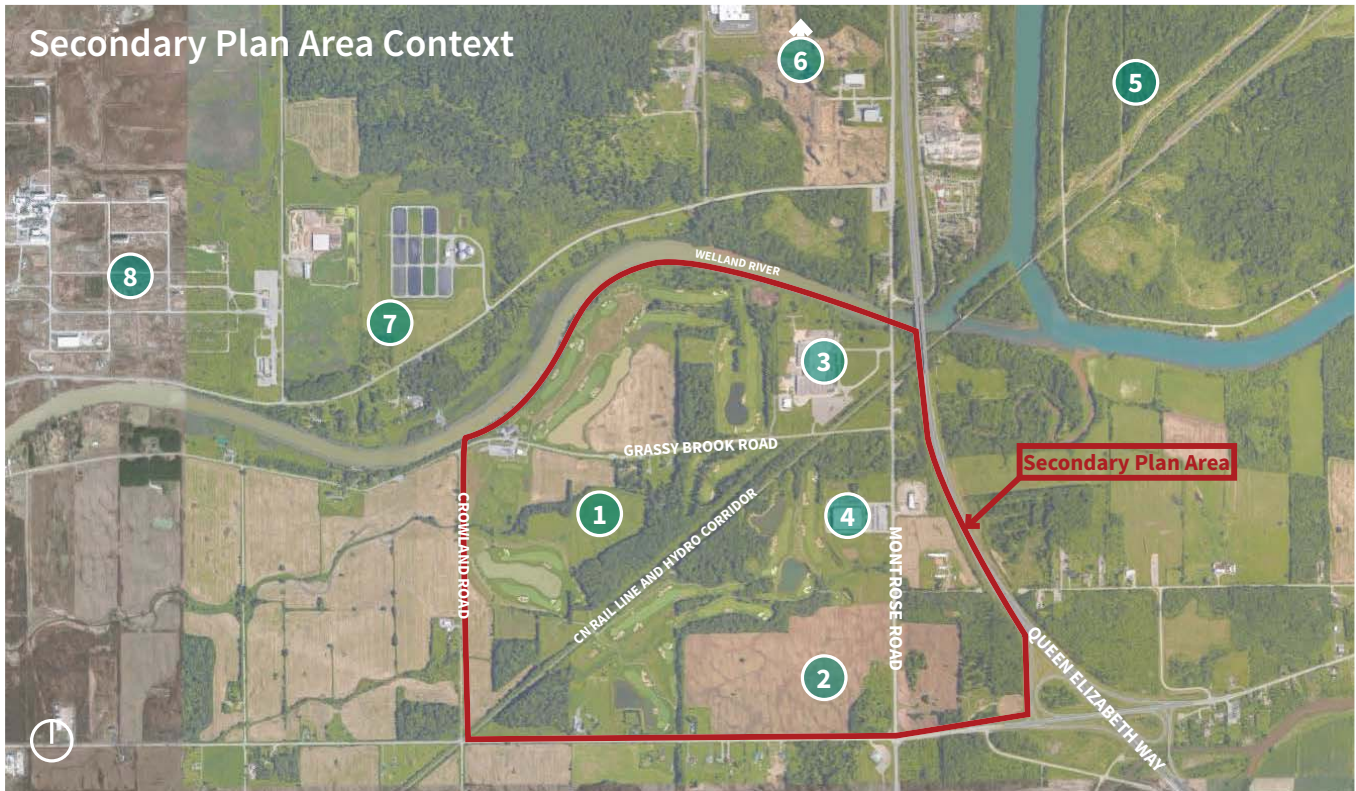 Secondary Plan Area Context
6
5
8
WELLAND RIVER
7
3
GRASSY BROOK ROAD
Secondary Plan Area
CROWLAND ROAD
1
4
CN RAIL LINE AND HYDRO CORRIDOR
MONTROSE ROAD
2
QUEEN ELIZABETH WAY